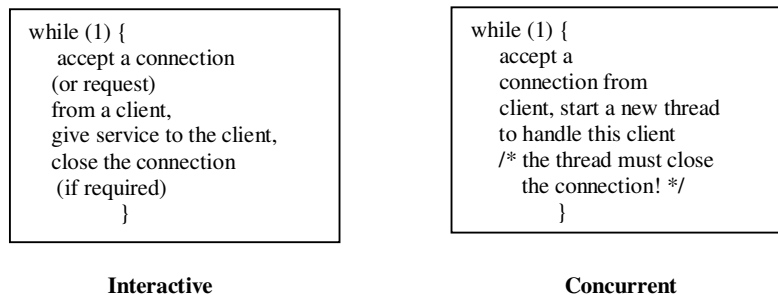 while (1) {
accept a connection
(or request)
from a client,
give service to the client,
close the connection
(if required)
}
Interactive
while (1) {
accept a
connection from
client, start a new thread
to handle this client
/* the thread must close
the connection! */
}
Concurrent